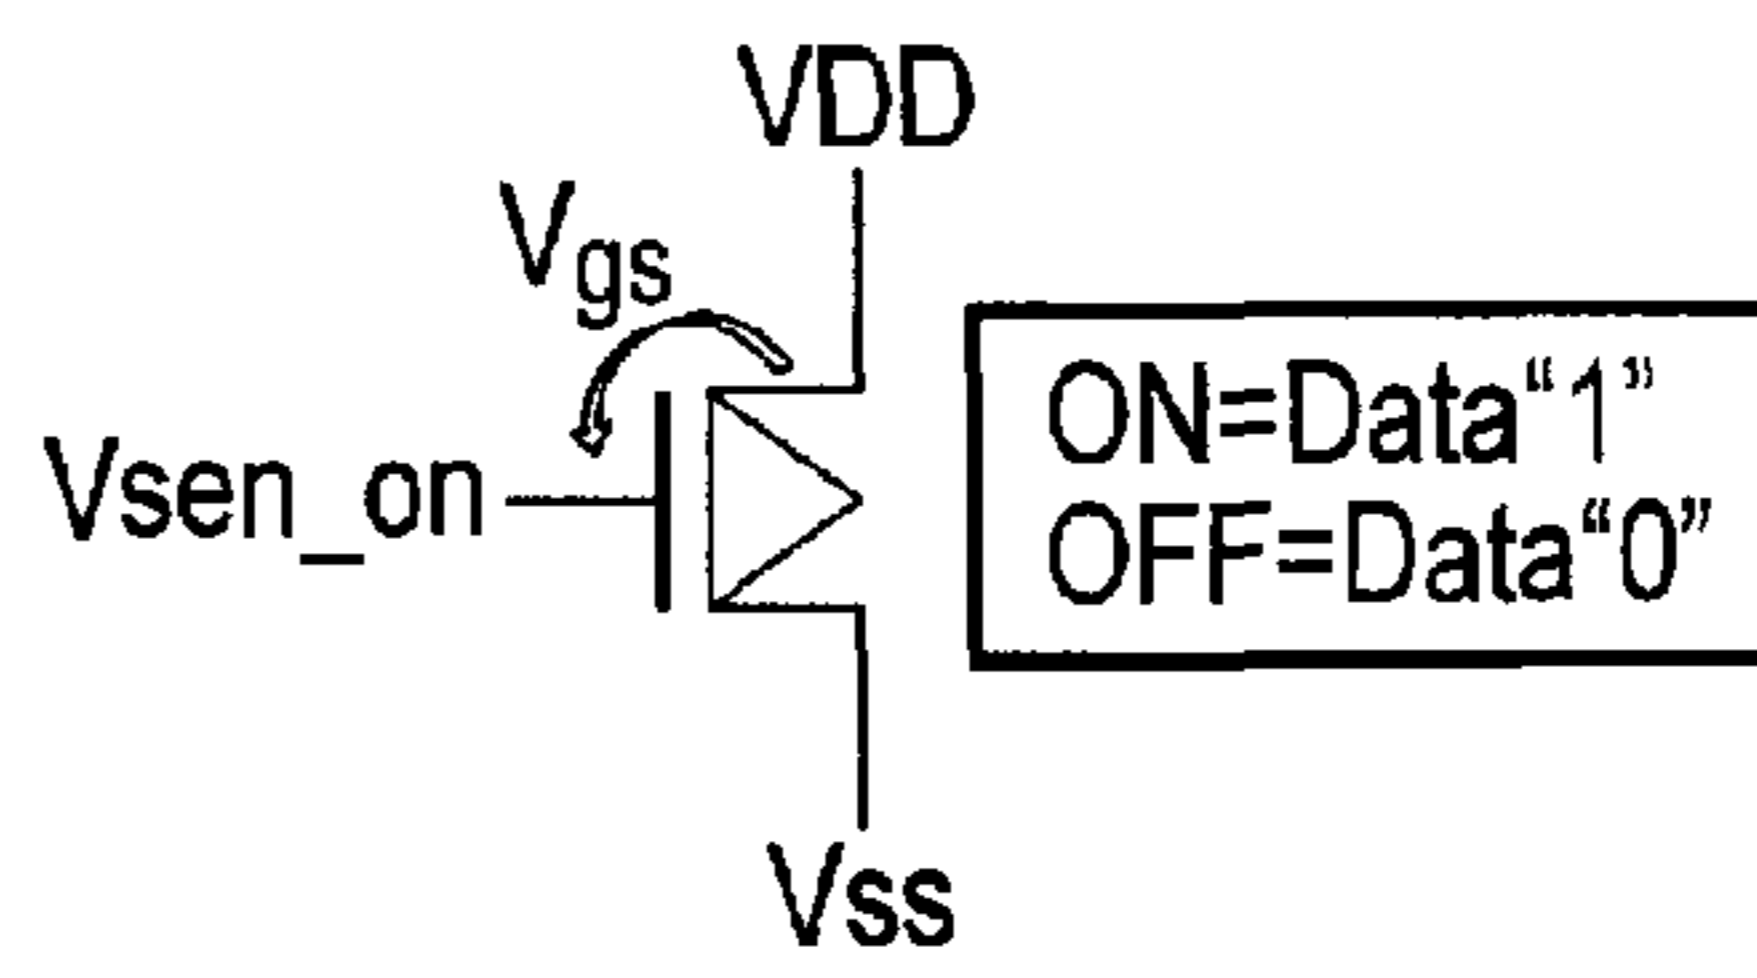 VDD
Vgs
Vsen_on
ON=Data“1”
OFF=Data“0”
Vss